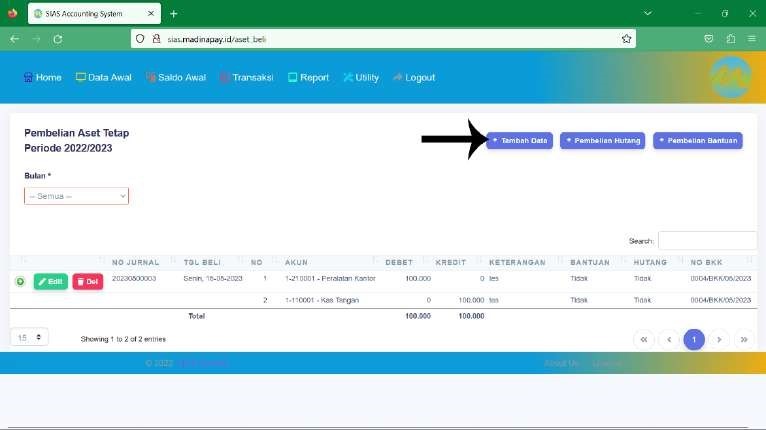 SIAS Accounting System
sias.madinapay.id/aset_beli
Home Data Awal Saldo Awal Transaksi Report Utility Logout
Pembelian Aset Tetap
Periode 2022/2023
+ Tambah Data + Pembelian Hutang + Pembelian Bantuan
Bulan *
-- Semua --
Search:
NO JURNAL TGL BELI NO AKUN DEBET KREDIT KETERANGAN BANTUAN HUTANG NO BKK
Edit Del 20230800003 Senin, 15-05-2023 1 1-210001 - Peralatan Kantor 100.000 0 tes Tidak Tidak 0004/BKK/05/2023
2 1-110001 - Kas Tangan 0 100.000 tes Tidak Tidak 0004/BKK/05/2023
Total 100.000 100.000
15 Showing 1 to 2 of 2 entries « ‹ 1 › »
© 2022 About Us